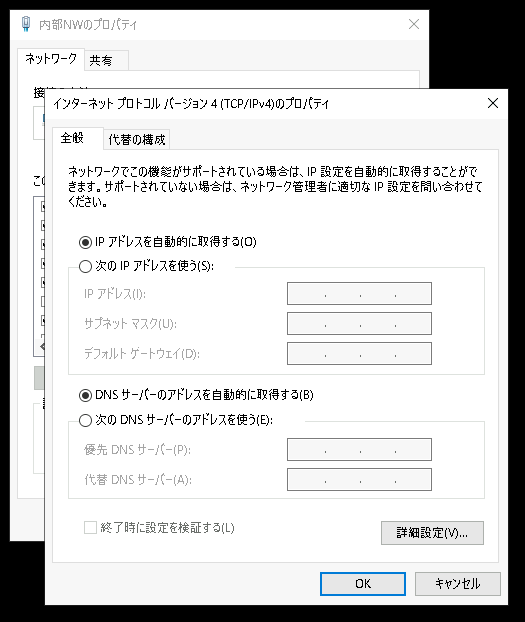 内部NWのプロパティ
ネットワーク
共有
インターネット プロトコル バージョン 4 (TCP/IPv4)のプロパティ
全般
代替の構成
ネットワークでこの機能がサポートされている場合は、IP 設定を自動的に取得することがで
きます。サポートされていない場合は、ネットワーク管理者に適切な IP 設定を問い合わせて
ください。
IP アドレスを自動的に取得する(O)
次の IP アドレスを使う(S):
IP アドレス(I):
サブネット マスク(U):
デフォルト ゲートウェイ(D):
DNS サーバーのアドレスを自動的に取得する(B)
次の DNS サーバーのアドレスを使う(E):
優先 DNS サーバー(P):
代替 DNS サーバー(A):
終了時に設定を検証する(L)
詳細設定(V)...
OK
キャンセル